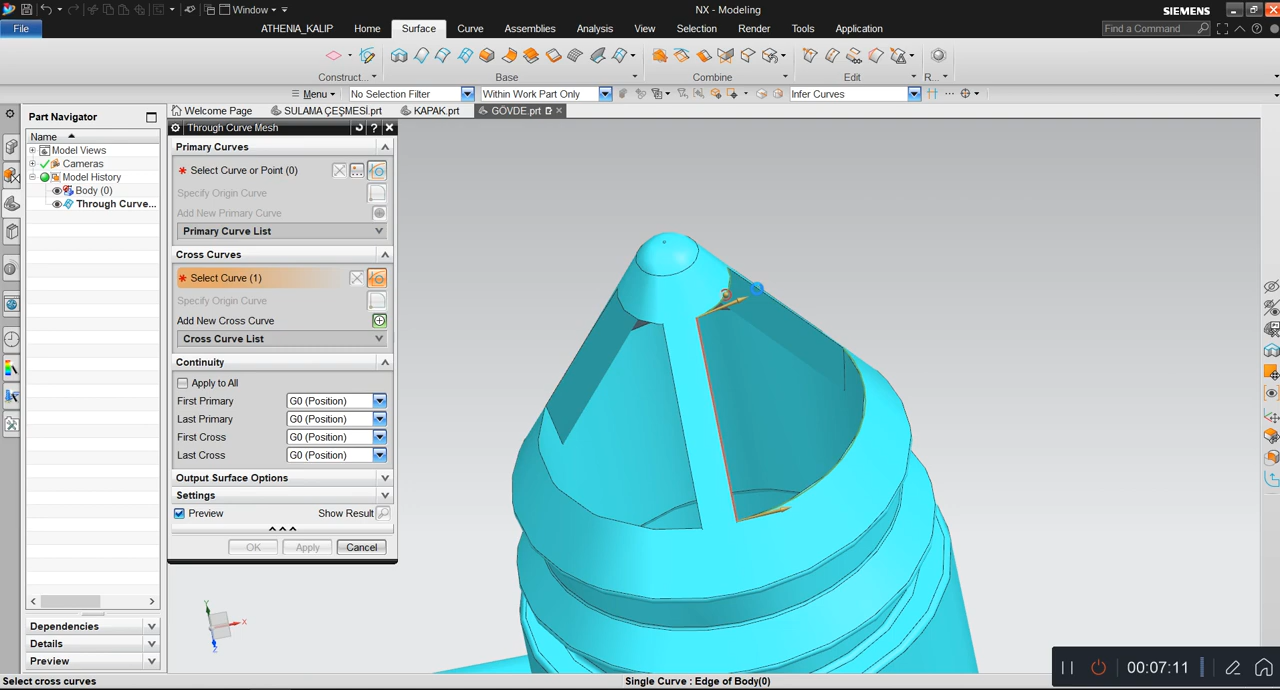 Window
NX - Modeling
SIEMENS
File
ATHENIA_KALIP Home Surface Curve Assemblies Analysis View Selection Render Tools Application
Find a Command
Construct... Base Combine Edit R...
Menu No Selection Filter Within Work Part Only Infer Curves
Part Navigator
Welcome Page SULAMA ÇEŞMESİ.prt KAPAK.prt GÖVDE.prt
Name
Model Views
Cameras
Model History
Body (0)
Through Curve...
Dependencies
Details
Preview
Through Curve Mesh
Primary Curves
* Select Curve or Point (0)
Specify Origin Curve
Add New Primary Curve
Primary Curve List
Cross Curves
* Select Curve (1)
Specify Origin Curve
Add New Cross Curve
Cross Curve List
Continuity
Apply to All
First Primary G0 (Position)
Last Primary G0 (Position)
First Cross G0 (Position)
Last Cross G0 (Position)
Output Surface Options
Settings
Preview Show Result
OK Apply Cancel
Y
X
Z
00:07:11
Select cross curves
Single Curve : Edge of Body(0)